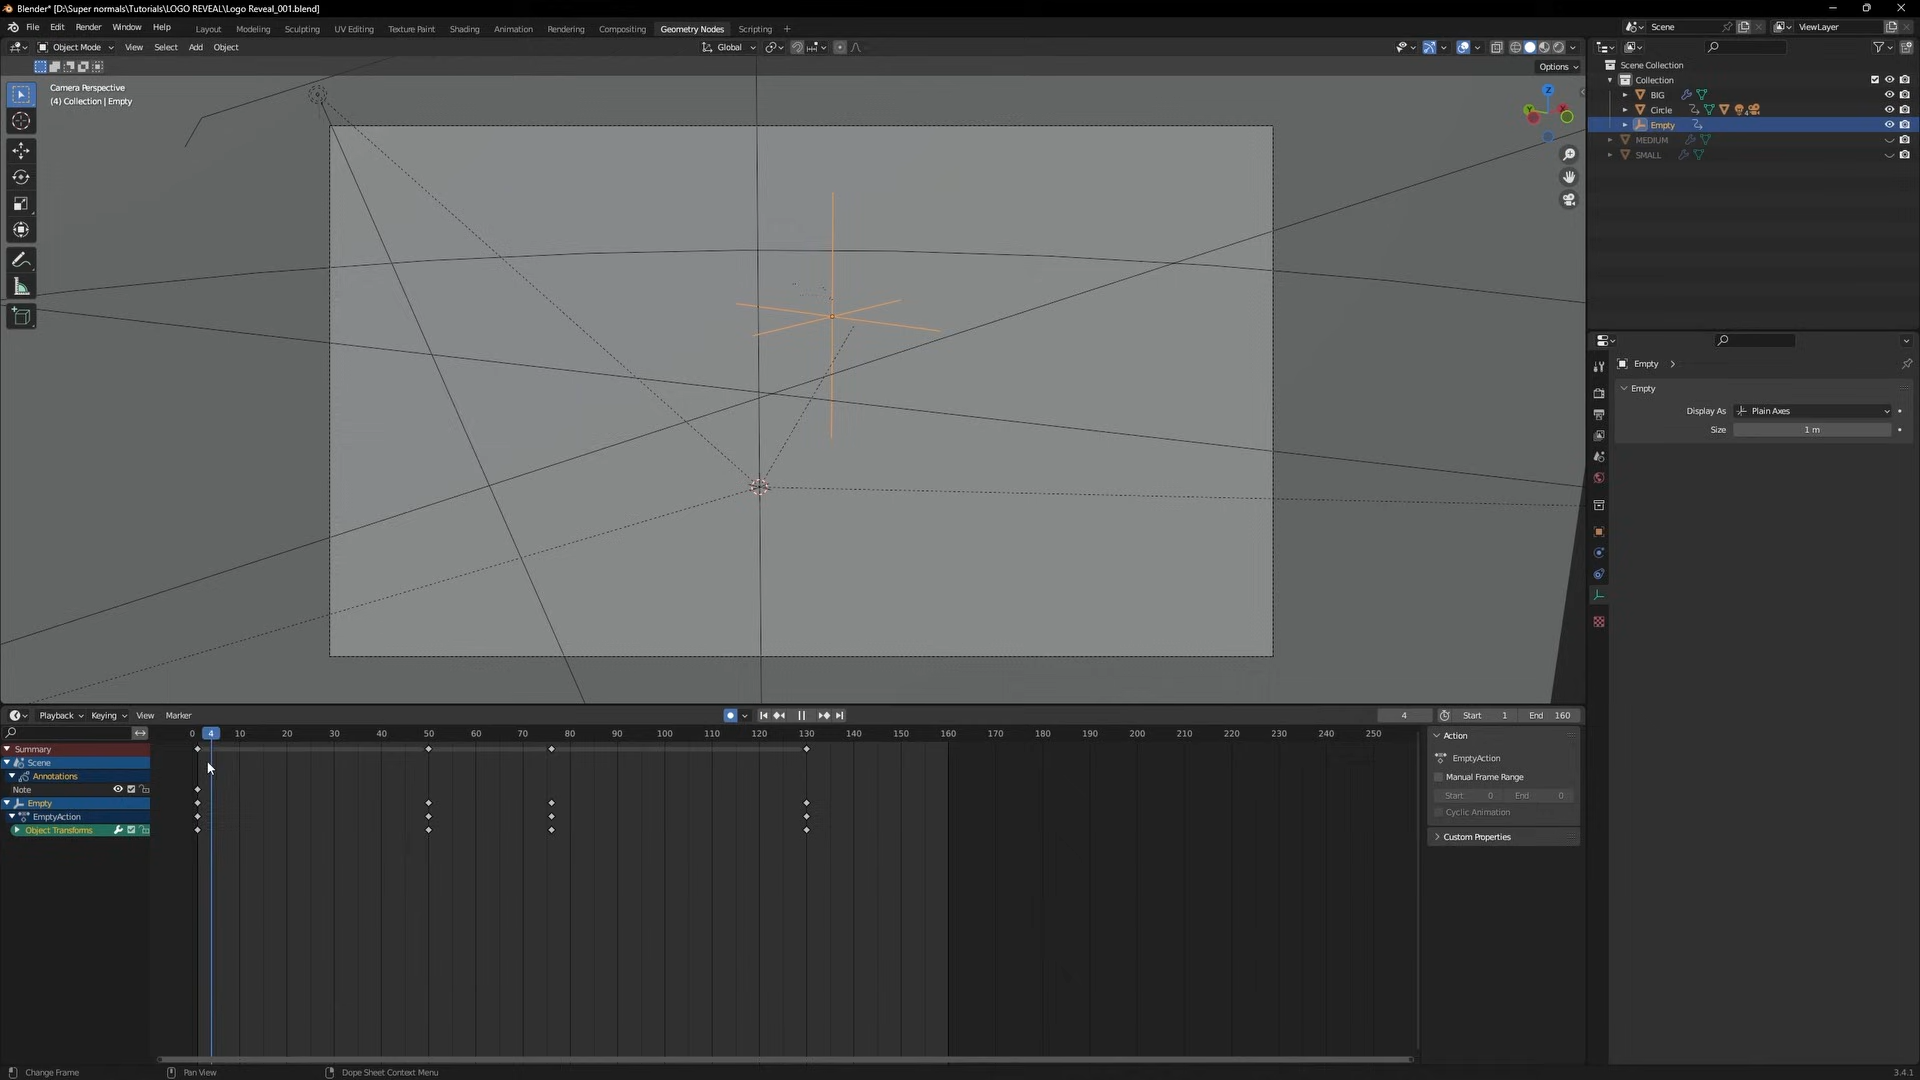 Blender* [D:\Super normals\Tutorials\LOGO REVEAL\Logo Reveal_001.blend]
File Edit Render Window Help Layout Modeling Sculpting UV Editing Texture Paint Shading Animation Rendering Compositing Geometry Nodes Scripting + Scene ViewLayer
Object Mode View Select Add Object Global
Options
Camera Perspective
(4) Collection | Empty
Z
Y
X
Scene Collection
Collection
BIG
Circle
Empty
MEDIUM
SMALL
Empty
Empty
Display As Plain Axes
Size 1 m
Playback Keying View Marker 4 Start 1 End 160
0 4 10 20 30 40 50 60 70 80 90 100 110 120 130 140 150 160 170 180 190 200 210 220 230 240 250
Summary
Scene
Annotations
Note
Empty
EmptyAction
Object Transforms
Action
EmptyAction
Manual Frame Range
Start 0 End 0
Cyclic Animation
Custom Properties
Change Frame Pan View Dope Sheet Context Menu 3.4.1